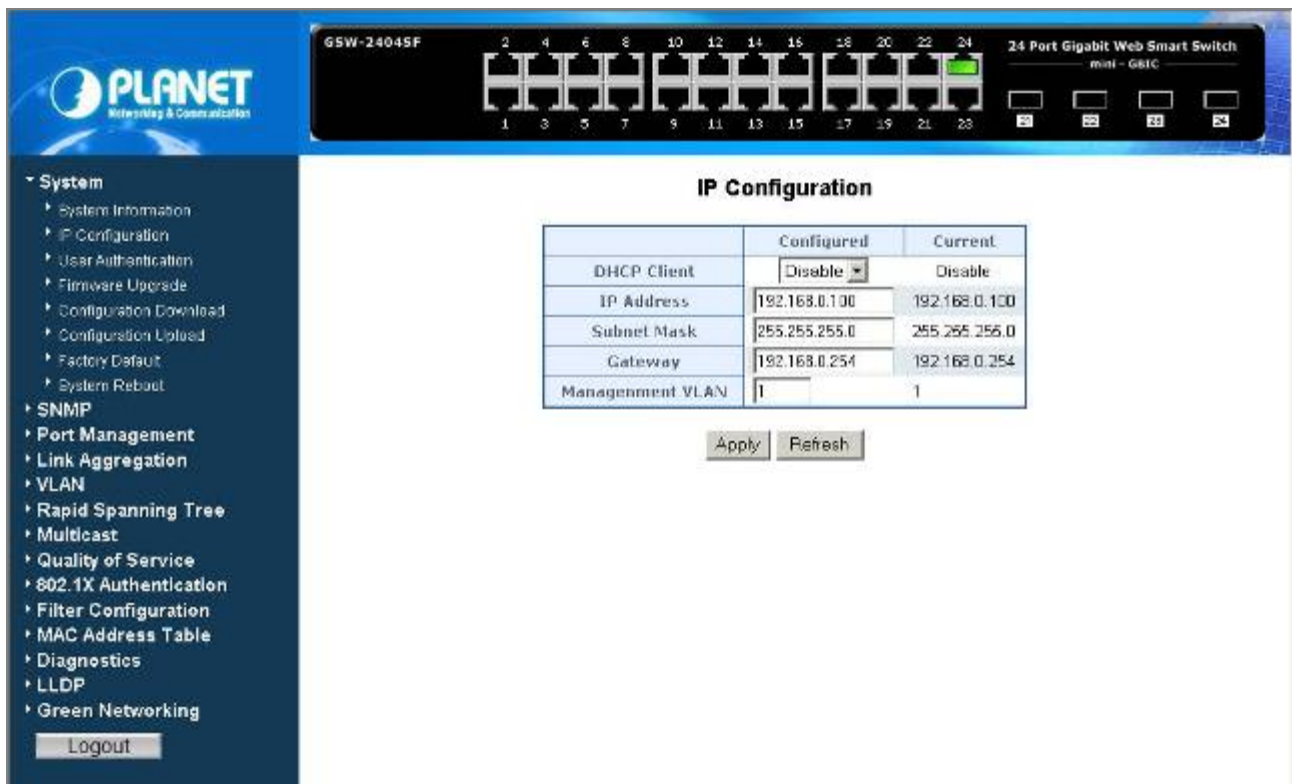 PLANET
Networking & Communication
GSW-2404SF
2 4 6 8 10 12 14 16 18 20 22 24
1 3 5 7 9 11 13 15 17 19 21 23
24 Port Gigabit Web Smart Switch
mini - GBIC
21 22 23 24
System
System Information
IP Configuration
User Authentication
Firmware Upgrade
Configuration Download
Configuration Upload
Factory Default
System Reboot
SNMP
Port Management
Link Aggregation
VLAN
Rapid Spanning Tree
Multicast
Quality of Service
802.1X Authentication
Filter Configuration
MAC Address Table
Diagnostics
LLDP
Green Networking
Logout
IP Configuration
Configured Current
DHCP Client Disable Disable
IP Address 192.168.0.100 192.168.0.100
Subnet Mask 255.255.255.0 255.255.255.0
Gateway 192.168.0.254 192.168.0.254
Managenment VLAN 1 1
Apply Refresh